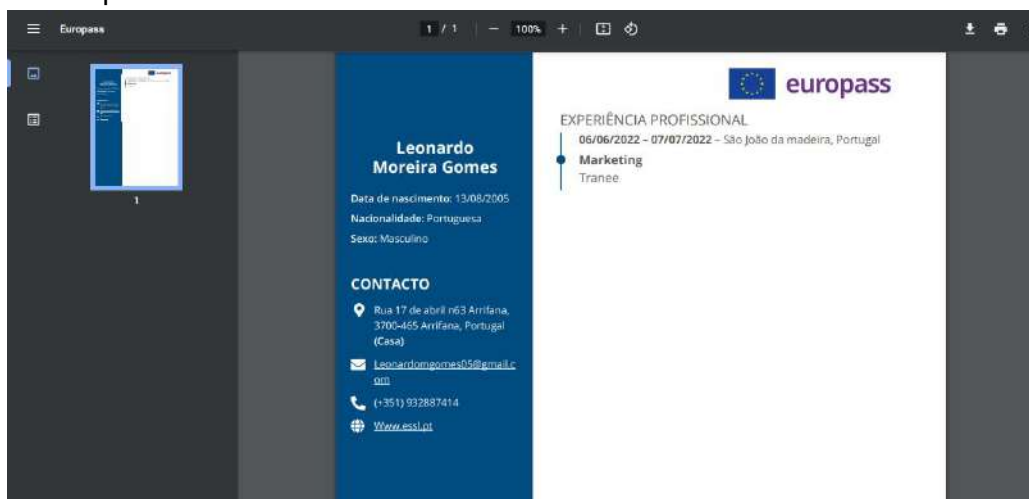 Europass
1 / 1
100%
1
europass
Leonardo
Moreira Gomes
Data de nascimento: 13/08/2005
Nacionalidade: Portuguesa
Sexo: Masculino
CONTACTO
Rua 17 de abril n63 Arrifana,
3700-465 Arrifana, Portugal
(Casa)
Leonardomgomes05@gmail.c
om
(+351) 932887414
Www.essl.pt
EXPERIÊNCIA PROFISSIONAL
06/06/2022 – 07/07/2022 – São João da madeira, Portugal
Marketing
Tranee